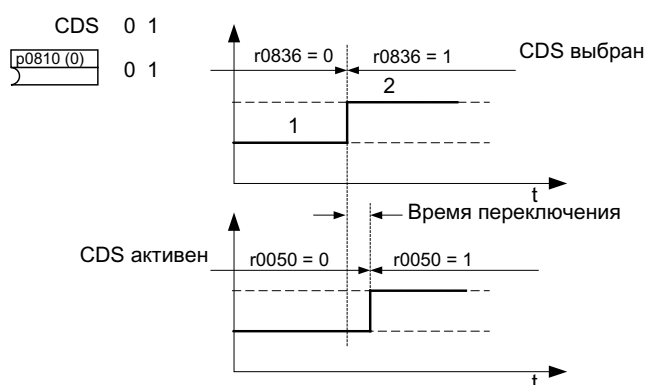 CDS 0 1
p0810 (0) 0 1
r0836 = 0 r0836 = 1 CDS выбран
2
1
t
Время переключения
CDS активен r0050 = 0 r0050 = 1
t